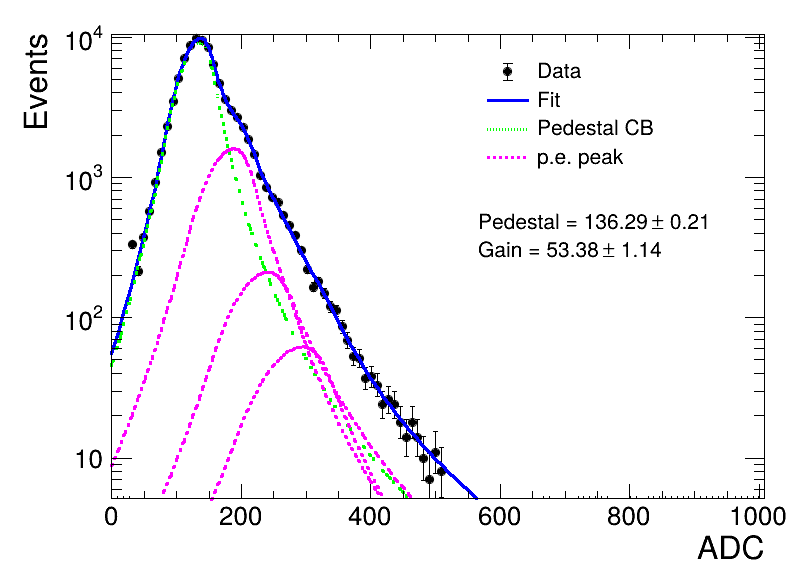 Events
10^4
10^3
10^2
10
Data
Fit
Pedestal CB
p.e. peak
Pedestal = 136.29 ± 0.21
Gain = 53.38 ± 1.14
0 200 400 600 800 1000
ADC